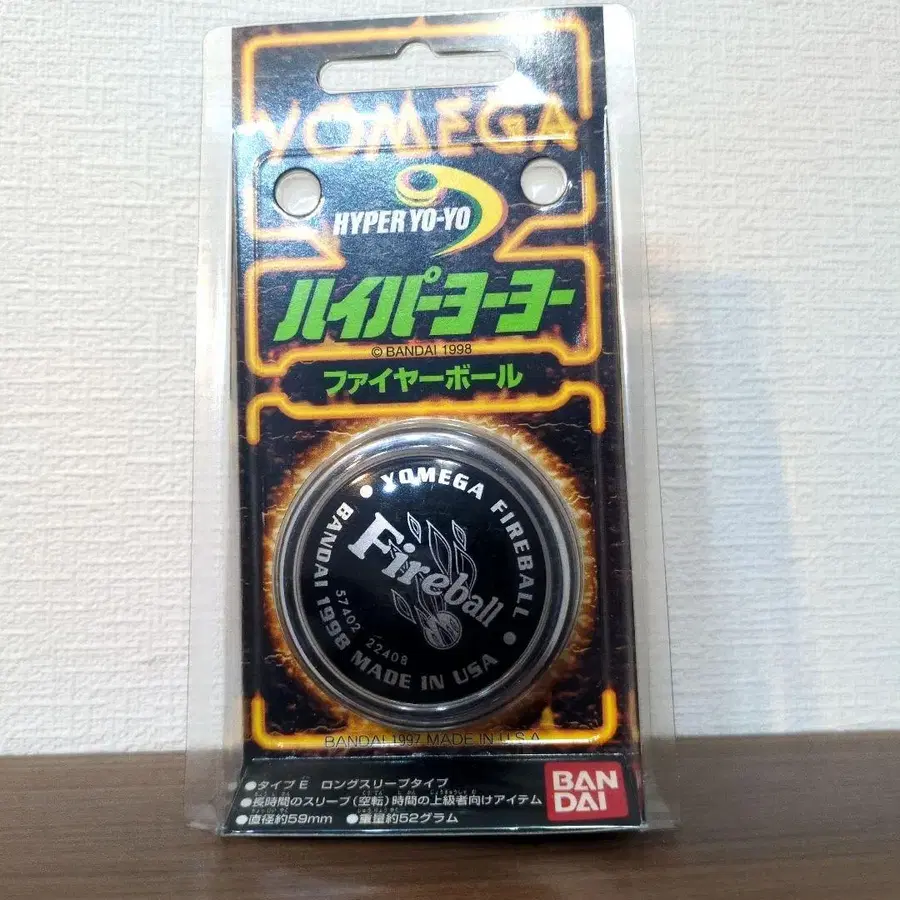 YOMEGA
HYPER YO-YO
ハイパーヨーヨー
© BANDAI 1998
ファイヤーボール
● YOMEGA FIREBALL ●
BANDAI 1998 MADE IN USA
Fireball
57402 22408
BANDAI 1997 MADE IN U.S.A
●タイプE ロングスリープタイプ
●長時間のスリープ(空転)時間の上級者向けアイテム
●直径約59mm ●重量約52グラム
BAN
DAI